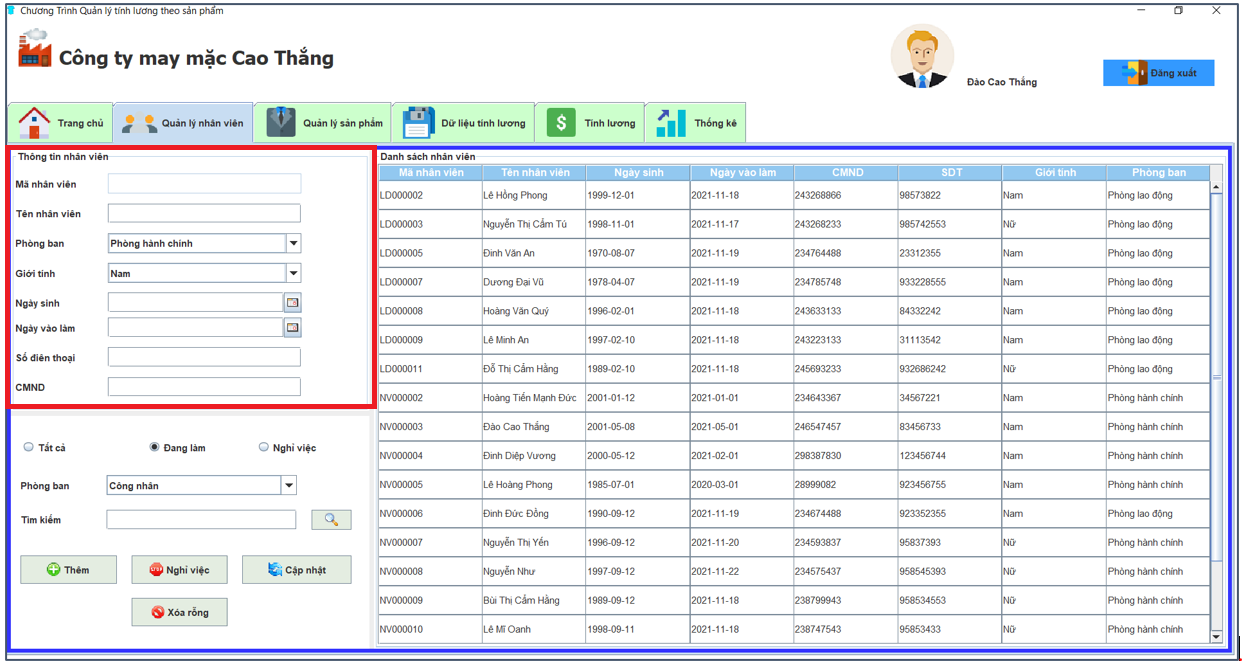 Chương Trình Quản lý tính lương theo sản phẩm
Công ty may mặc Cao Thắng
Đào Cao Thắng
Đăng xuất
Trang chủ
Quản lý nhân viên
Quản lý sản phẩm
Dữ liệu tính lương
Tính lương
Thống kê
Thông tin nhân viên
Mã nhân viên
Tên nhân viên
Phòng ban Phòng hành chính
Giới tính Nam
Ngày sinh
Ngày vào làm
Số điên thoại
CMND
Tất cả Đang làm Nghỉ việc
Phòng ban Công nhân
Tìm kiếm
Thêm
Nghỉ việc
Cập nhật
Xóa rỗng
Danh sách nhân viên
Mã nhân viên Tên nhân viên Ngày sinh Ngày vào làm CMND SDT Giới tính Phòng ban
LD000002 Lê Hồng Phong 1999-12-01 2021-11-18 243268866 98573822 Nam Phòng lao động
LD000003 Nguyễn Thị Cẩm Tú 1998-11-01 2021-11-17 243268233 985742553 Nữ Phòng lao động
LD000005 Đinh Văn An 1970-08-07 2021-11-19 234764488 23312355 Nam Phòng lao động
LD000007 Dương Đại Vũ 1978-04-07 2021-11-19 234785748 933228555 Nam Phòng lao động
LD000008 Hoàng Văn Quý 1996-02-01 2021-11-18 243633133 84332242 Nam Phòng lao động
LD000009 Lê Minh An 1997-02-10 2021-11-18 243223133 31113542 Nam Phòng lao động
LD000011 Đỗ Thị Cẩm Hằng 1989-02-10 2021-11-18 245693233 932686242 Nữ Phòng lao động
NV000002 Hoàng Tiến Mạnh Đức 2001-01-12 2021-01-01 234643367 34567221 Nam Phòng hành chính
NV000003 Đào Cao Thắng 2001-05-08 2021-05-01 246547457 83456733 Nam Phòng hành chính
NV000004 Đinh Diệp Vương 2000-05-12 2021-02-01 298387830 123456744 Nam Phòng hành chính
NV000005 Lê Hoàng Phong 1985-07-01 2020-03-01 28999082 923456755 Nam Phòng hành chính
NV000006 Đinh Đức Đồng 1990-09-12 2021-11-19 234674488 923352355 Nam Phòng lao động
NV000007 Nguyễn Thị Yến 1996-09-12 2021-11-20 234593837 95837393 Nữ Phòng hành chính
NV000008 Nguyễn Như 1997-09-12 2021-11-22 234575437 958545393 Nữ Phòng hành chính
NV000009 Bùi Thị Cẩm Hằng 1989-09-12 2021-11-18 238799943 958534553 Nữ Phòng hành chính
NV000010 Lê Mĩ Oanh 1998-09-11 2021-11-18 238747543 95853433 Nữ Phòng hành chính